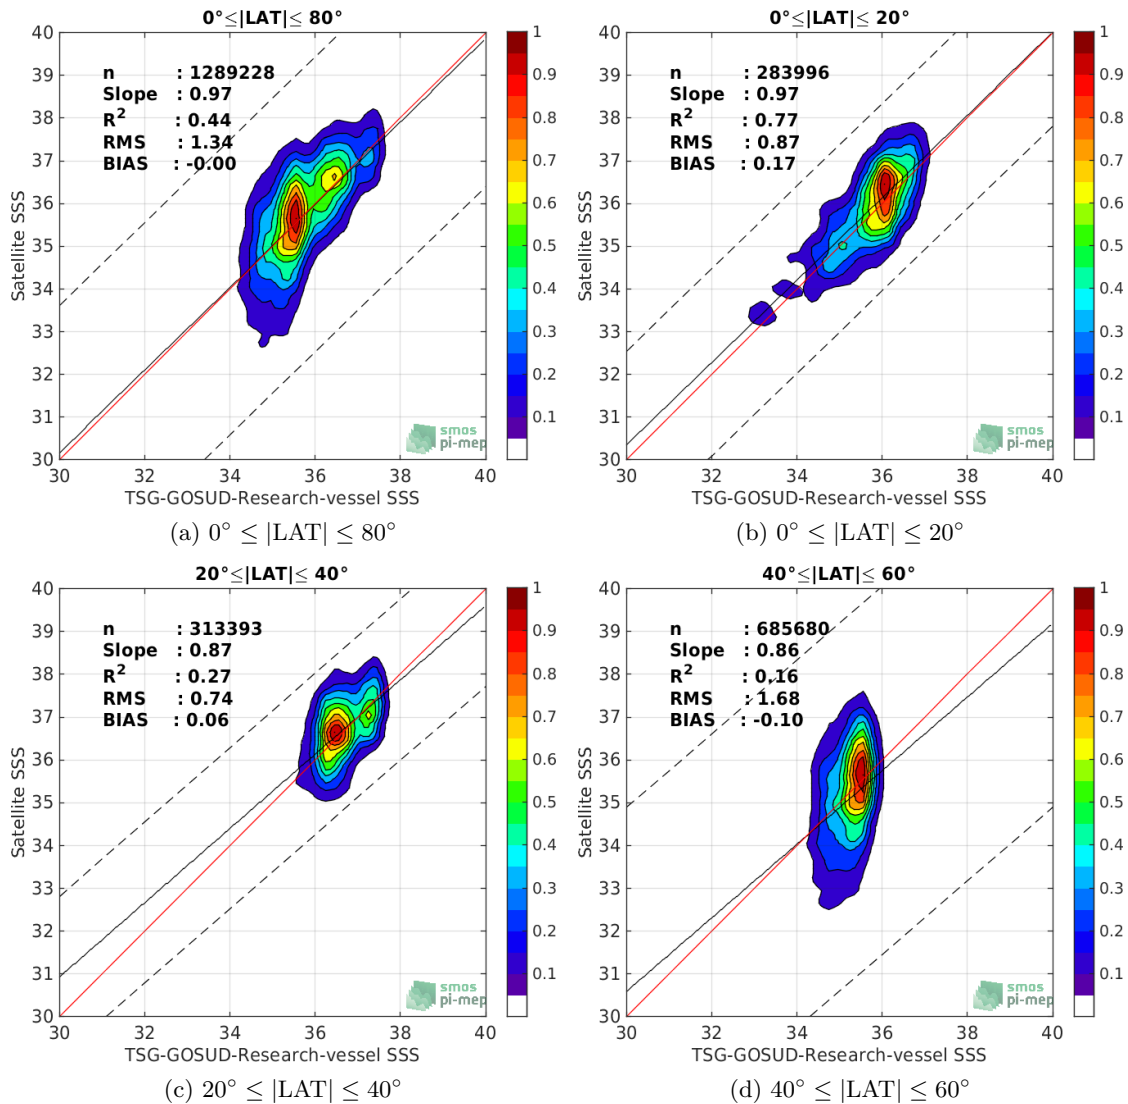 0°≤|LAT|≤ 80°
n : 1289228
Slope : 0.97
R² : 0.44
RMS : 1.34
BIAS : -0.00
Satellite SSS
40
39
38
37
36
35
34
33
32
31
30
30 32 34 36 38 40
TSG-GOSUD-Research-vessel SSS
1
0.9
0.8
0.7
0.6
0.5
0.4
0.3
0.2
0.1
smos
pi-mep
(a) 0° ≤ |LAT| ≤ 80°
0°≤|LAT|≤ 20°
n : 283996
Slope : 0.97
R² : 0.77
RMS : 0.87
BIAS : 0.17
Satellite SSS
40
39
38
37
36
35
34
33
32
31
30
30 32 34 36 38 40
TSG-GOSUD-Research-vessel SSS
1
0.9
0.8
0.7
0.6
0.5
0.4
0.3
0.2
0.1
smos
pi-mep
(b) 0° ≤ |LAT| ≤ 20°
20°≤|LAT|≤ 40°
n : 313393
Slope : 0.87
R² : 0.27
RMS : 0.74
BIAS : 0.06
Satellite SSS
40
39
38
37
36
35
34
33
32
31
30
30 32 34 36 38 40
TSG-GOSUD-Research-vessel SSS
1
0.9
0.8
0.7
0.6
0.5
0.4
0.3
0.2
0.1
smos
pi-mep
(c) 20° ≤ |LAT| ≤ 40°
40°≤|LAT|≤ 60°
n : 685680
Slope : 0.86
R² : 0.16
RMS : 1.68
BIAS : -0.10
Satellite SSS
40
39
38
37
36
35
34
33
32
31
30
30 32 34 36 38 40
TSG-GOSUD-Research-vessel SSS
1
0.9
0.8
0.7
0.6
0.5
0.4
0.3
0.2
0.1
smos
pi-mep
(d) 40° ≤ |LAT| ≤ 60°